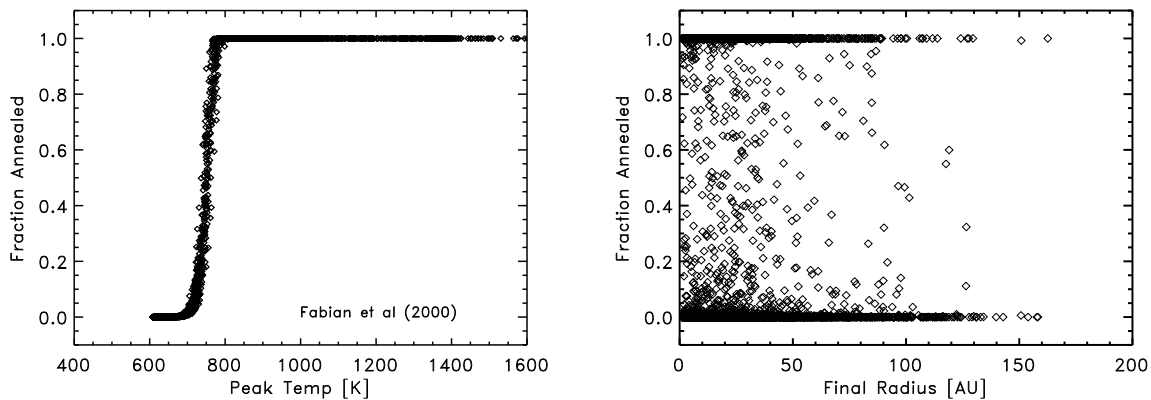 1.0
0.8
0.6
0.4
0.2
0.0
Fraction Annealed
Fabian et al (2000)
400 600 800 1000 1200 1400 1600
Peak Temp [K]
1.0
0.8
0.6
0.4
0.2
0.0
Fraction Annealed
0 50 100 150 200
Final Radius [AU]